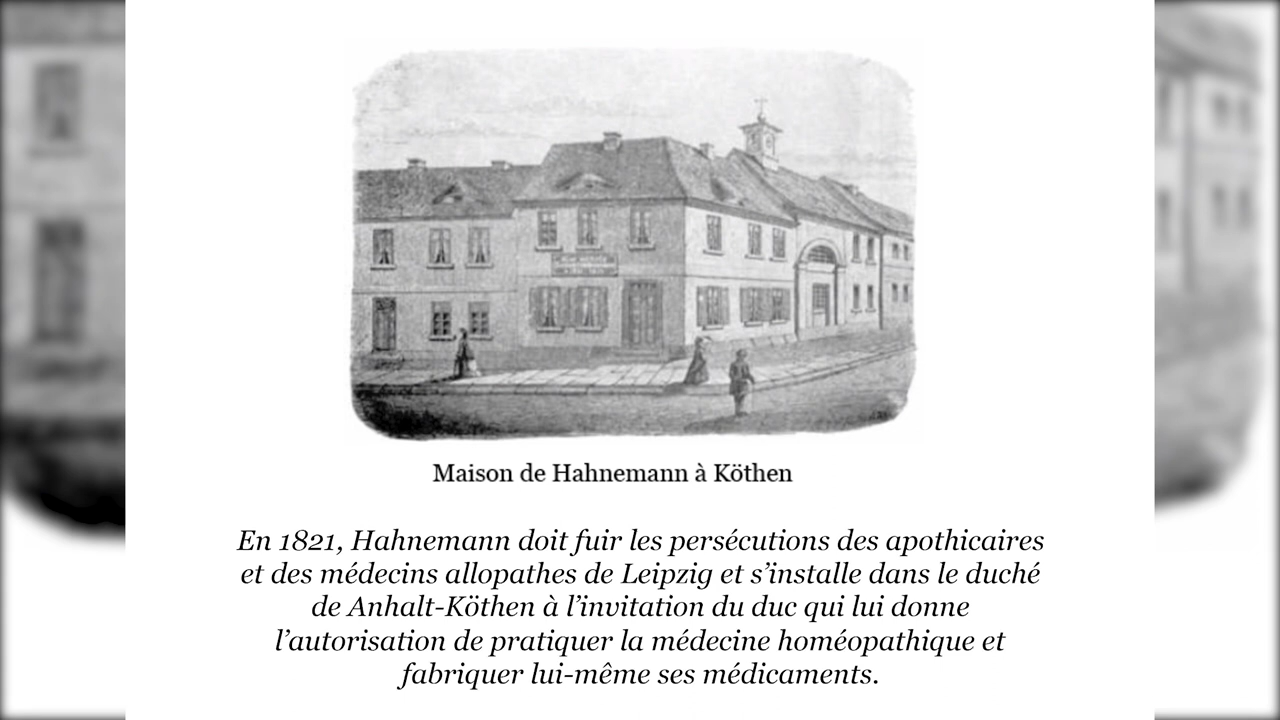 Maison de Hahnemann à Köthen
En 1821, Hahnemann doit fuir les persécutions des apothicaires
et des médecins allopathes de Leipzig et s’installe dans le duché
de Anhalt-Köthen à l’invitation du duc qui lui donne
l’autorisation de pratiquer la médecine homéopathique et
fabriquer lui-même ses médicaments.